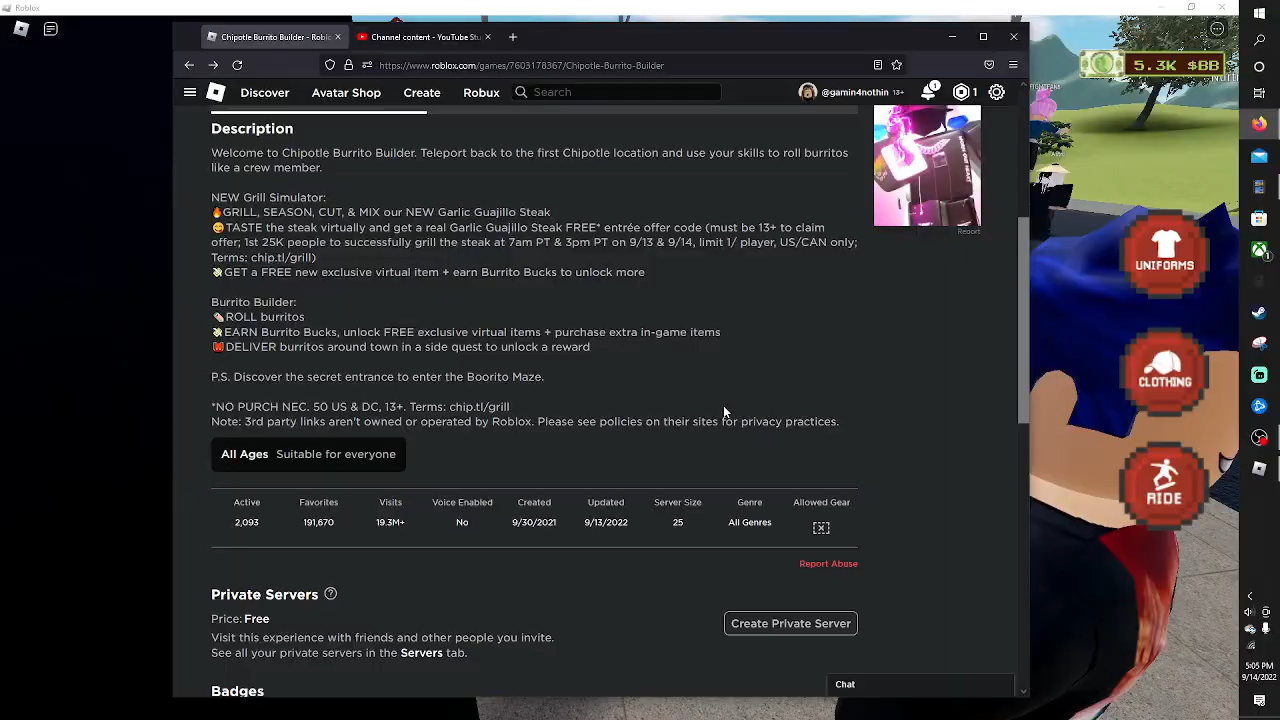 Roblox
Chipotle Burrito Builder - Roblo
Channel content - YouTube Stu
https://www.roblox.com/games/7603178367/Chipotle-Burrito-Builder
5.3K $BB
Discover
Avatar Shop
Create
Robux
Search
@gamin4nothin 13+
1
1
Description
Welcome to Chipotle Burrito Builder. Teleport back to the first Chipotle location and use your skills to roll burritos
like a crew member.
NEW Grill Simulator:
🔥GRILL, SEASON, CUT, & MIX our NEW Garlic Guajillo Steak
😋TASTE the steak virtually and get a real Garlic Guajillo Steak FREE* entrée offer code (must be 13+ to claim
offer; 1st 25K people to successfully grill the steak at 7am PT & 3pm PT on 9/13 & 9/14, limit 1/ player, US/CAN only;
Terms: chip.tl/grill)
💸GET a FREE new exclusive virtual item + earn Burrito Bucks to unlock more
Burrito Builder:
🌯ROLL burritos
💸EARN Burrito Bucks, unlock FREE exclusive virtual items + purchase extra in-game items
DELIVER burritos around town in a side quest to unlock a reward
P.S. Discover the secret entrance to enter the Boorito Maze.
*NO PURCH NEC. 50 US & DC, 13+. Terms: chip.tl/grill
Note: 3rd party links aren't owned or operated by Roblox. Please see policies on their sites for privacy practices.
Report
All Ages Suitable for everyone
Active
Favorites
Visits
Voice Enabled
Created
Updated
Server Size
Genre
Allowed Gear
2,093
191,670
19.3M+
No
9/30/2021
9/13/2022
25
All Genres
Report Abuse
Private Servers
Price: Free
Visit this experience with friends and other people you invite.
See all your private servers in the Servers tab.
Create Private Server
Badges
Chat
UNIFORMS
CLOTHING
RIDE
5:05 PM
9/14/2022